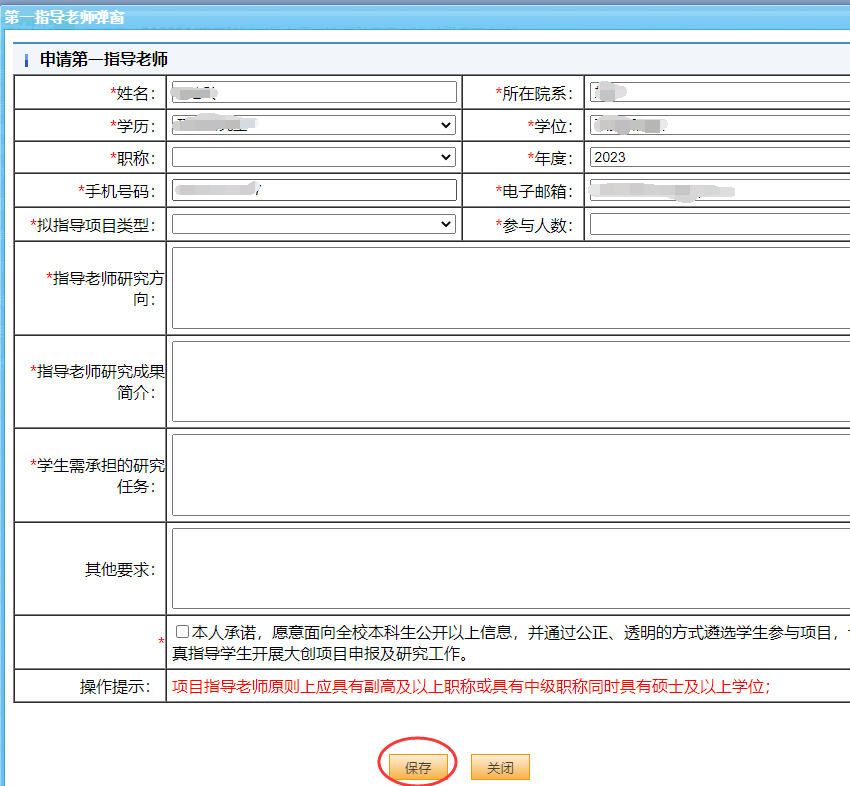 第一指导老师弹窗
申请第一指导老师
*姓名： *所在院系：
*学历： *学位：
*职称： *年度： 2023
*手机号码： *电子邮箱：
*拟指导项目类型： *参与人数：
*指导老师研究方
向：
*指导老师研究成果
简介：
*学生需承担的研究
任务：
其他要求：
* 本人承诺，愿意面向全校本科生公开以上信息，并通过公正、透明的方式遴选学生参与项目，
真指导学生开展大创项目申报及研究工作。
操作提示： 项目指导老师原则上应具有副高及以上职称或具有中级职称同时具有硕士及以上学位；
保存 关闭